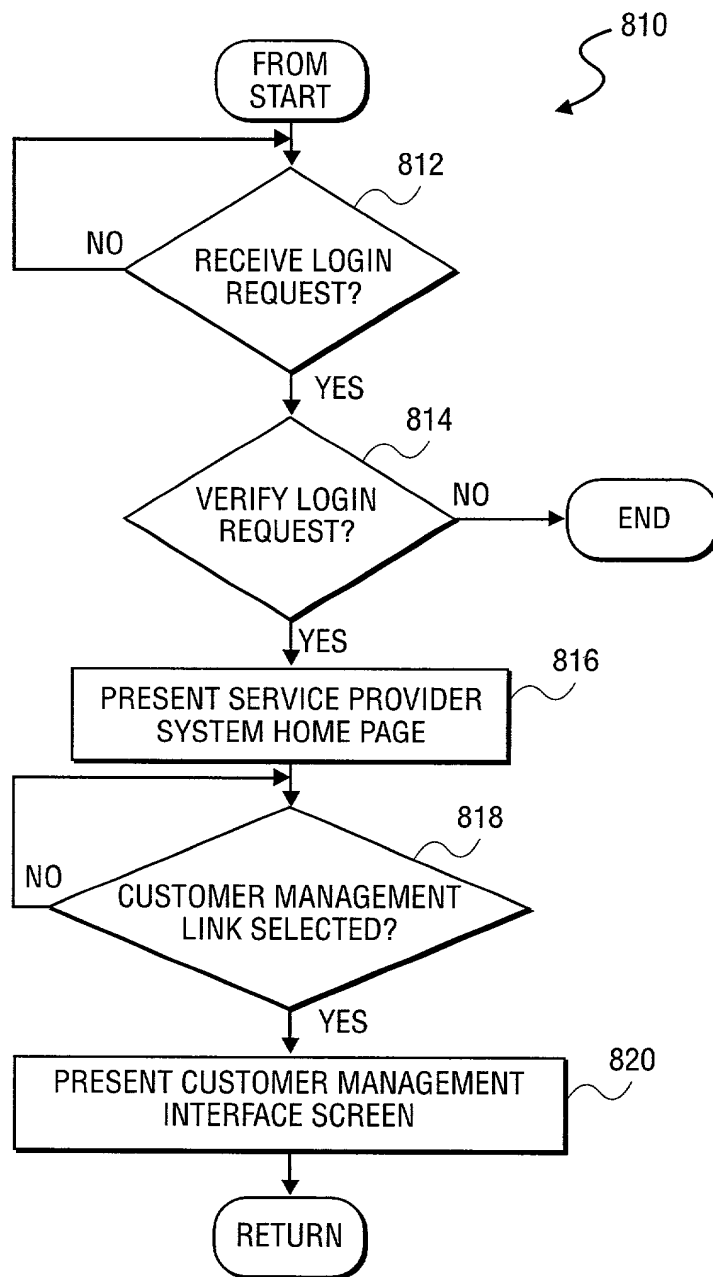 810
FROM
START
812
NO
RECEIVE LOGIN
REQUEST?
YES
814
VERIFY LOGIN
REQUEST?
NO
END
YES
816
PRESENT SERVICE PROVIDER
SYSTEM HOME PAGE
818
NO
CUSTOMER MANAGEMENT
LINK SELECTED?
YES
820
PRESENT CUSTOMER MANAGEMENT
INTERFACE SCREEN
RETURN